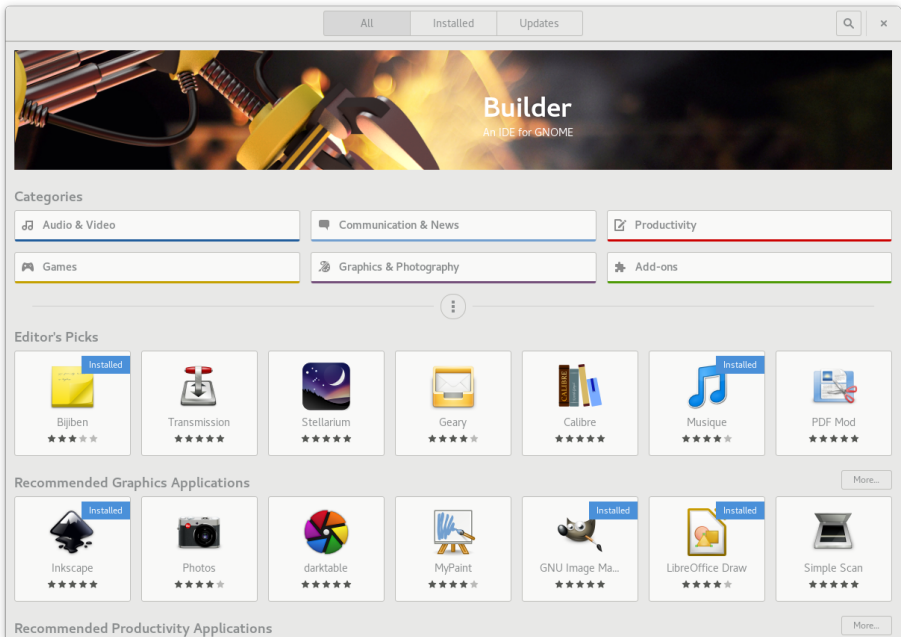 All
Installed
Updates
Builder
An IDE for GNOME
Categories
Audio & Video
Communication & News
Productivity
Games
Graphics & Photography
Add-ons
Editor's Picks
Installed
Installed
Bijiben
Transmission
Stellarium
Geary
Calibre
Musique
PDF Mod
Recommended Graphics Applications
More...
Installed
Installed
Installed
Inkscape
Photos
darktable
MyPaint
GNU Image Ma...
LibreOffice Draw
Simple Scan
Recommended Productivity Applications
More...